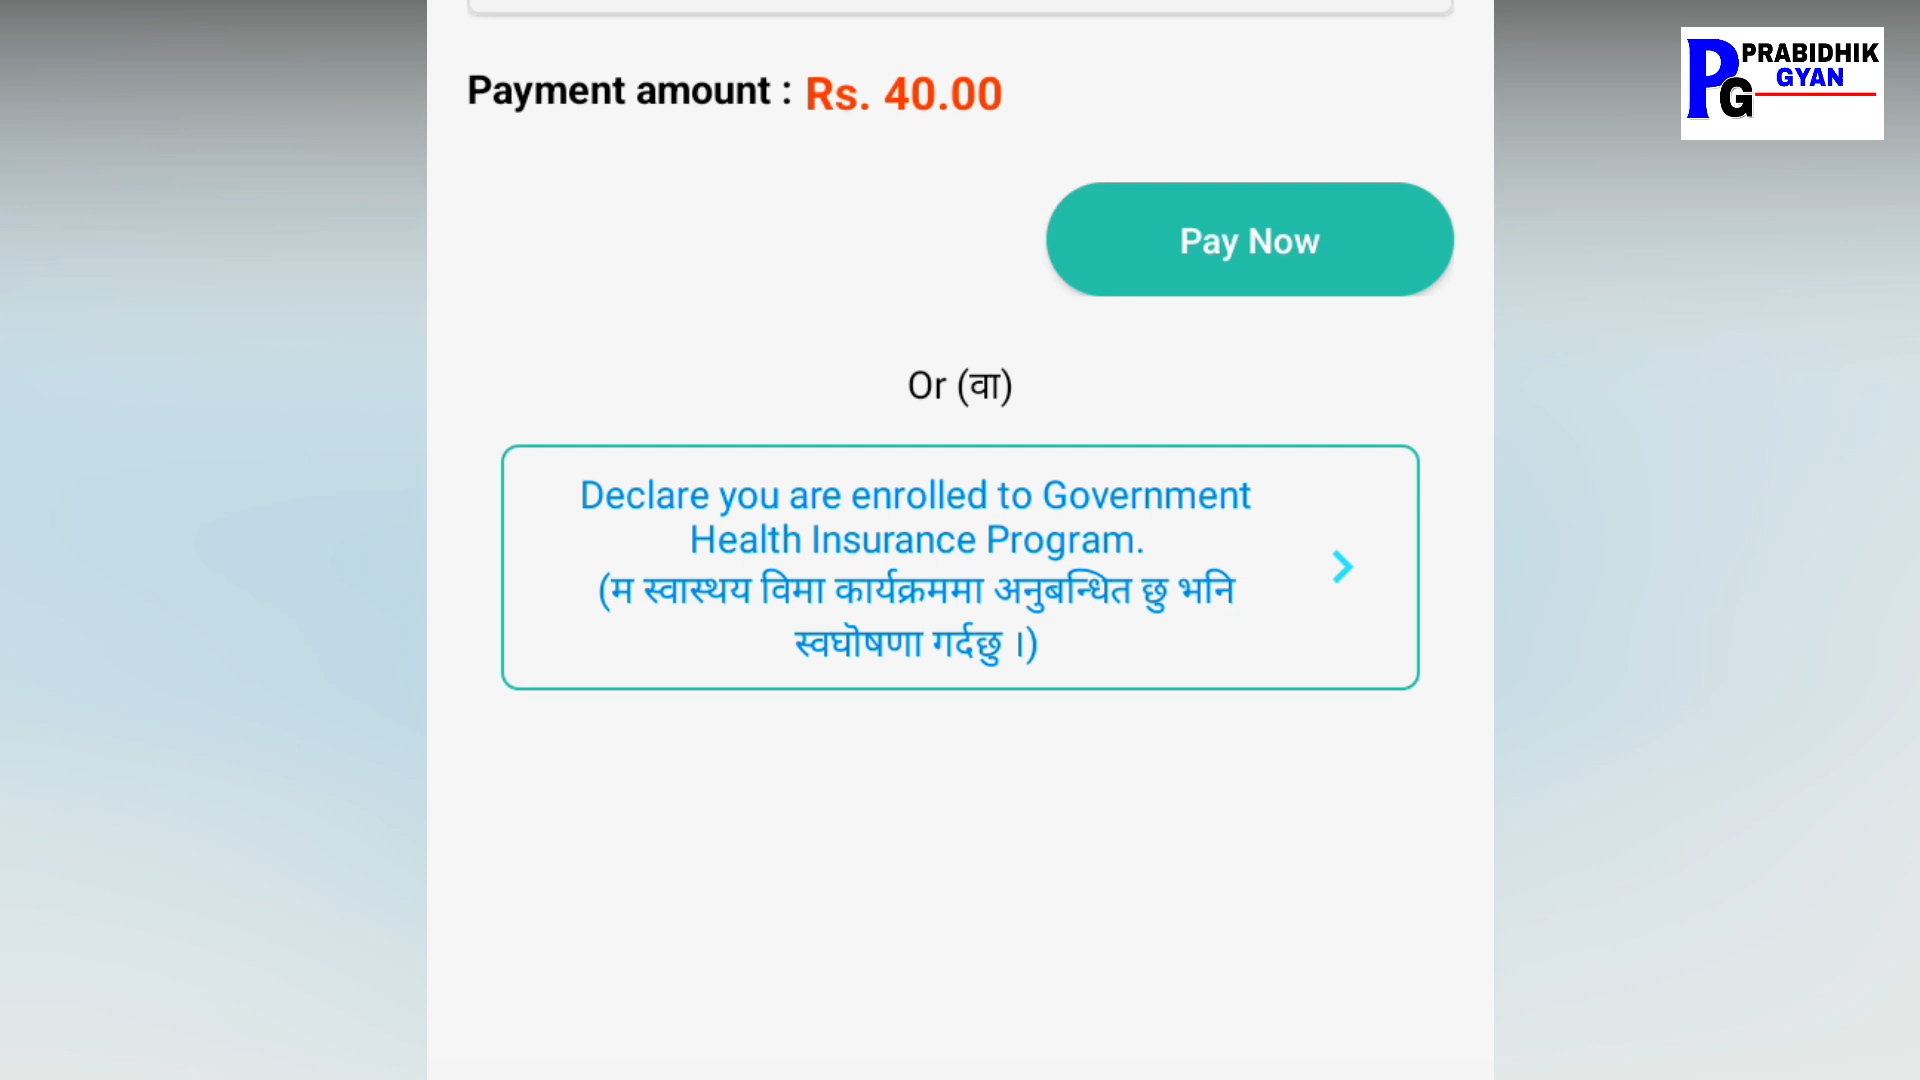 Payment amount : Rs. 40.00
PRABIDHIK
GYAN
PG
Pay Now
Or (वा)
Declare you are enrolled to Government
Health Insurance Program.
(म स्वास्थय विमा कार्यक्रममा अनुबन्धित छु भनि
स्वघोषणा गर्दछु ।)